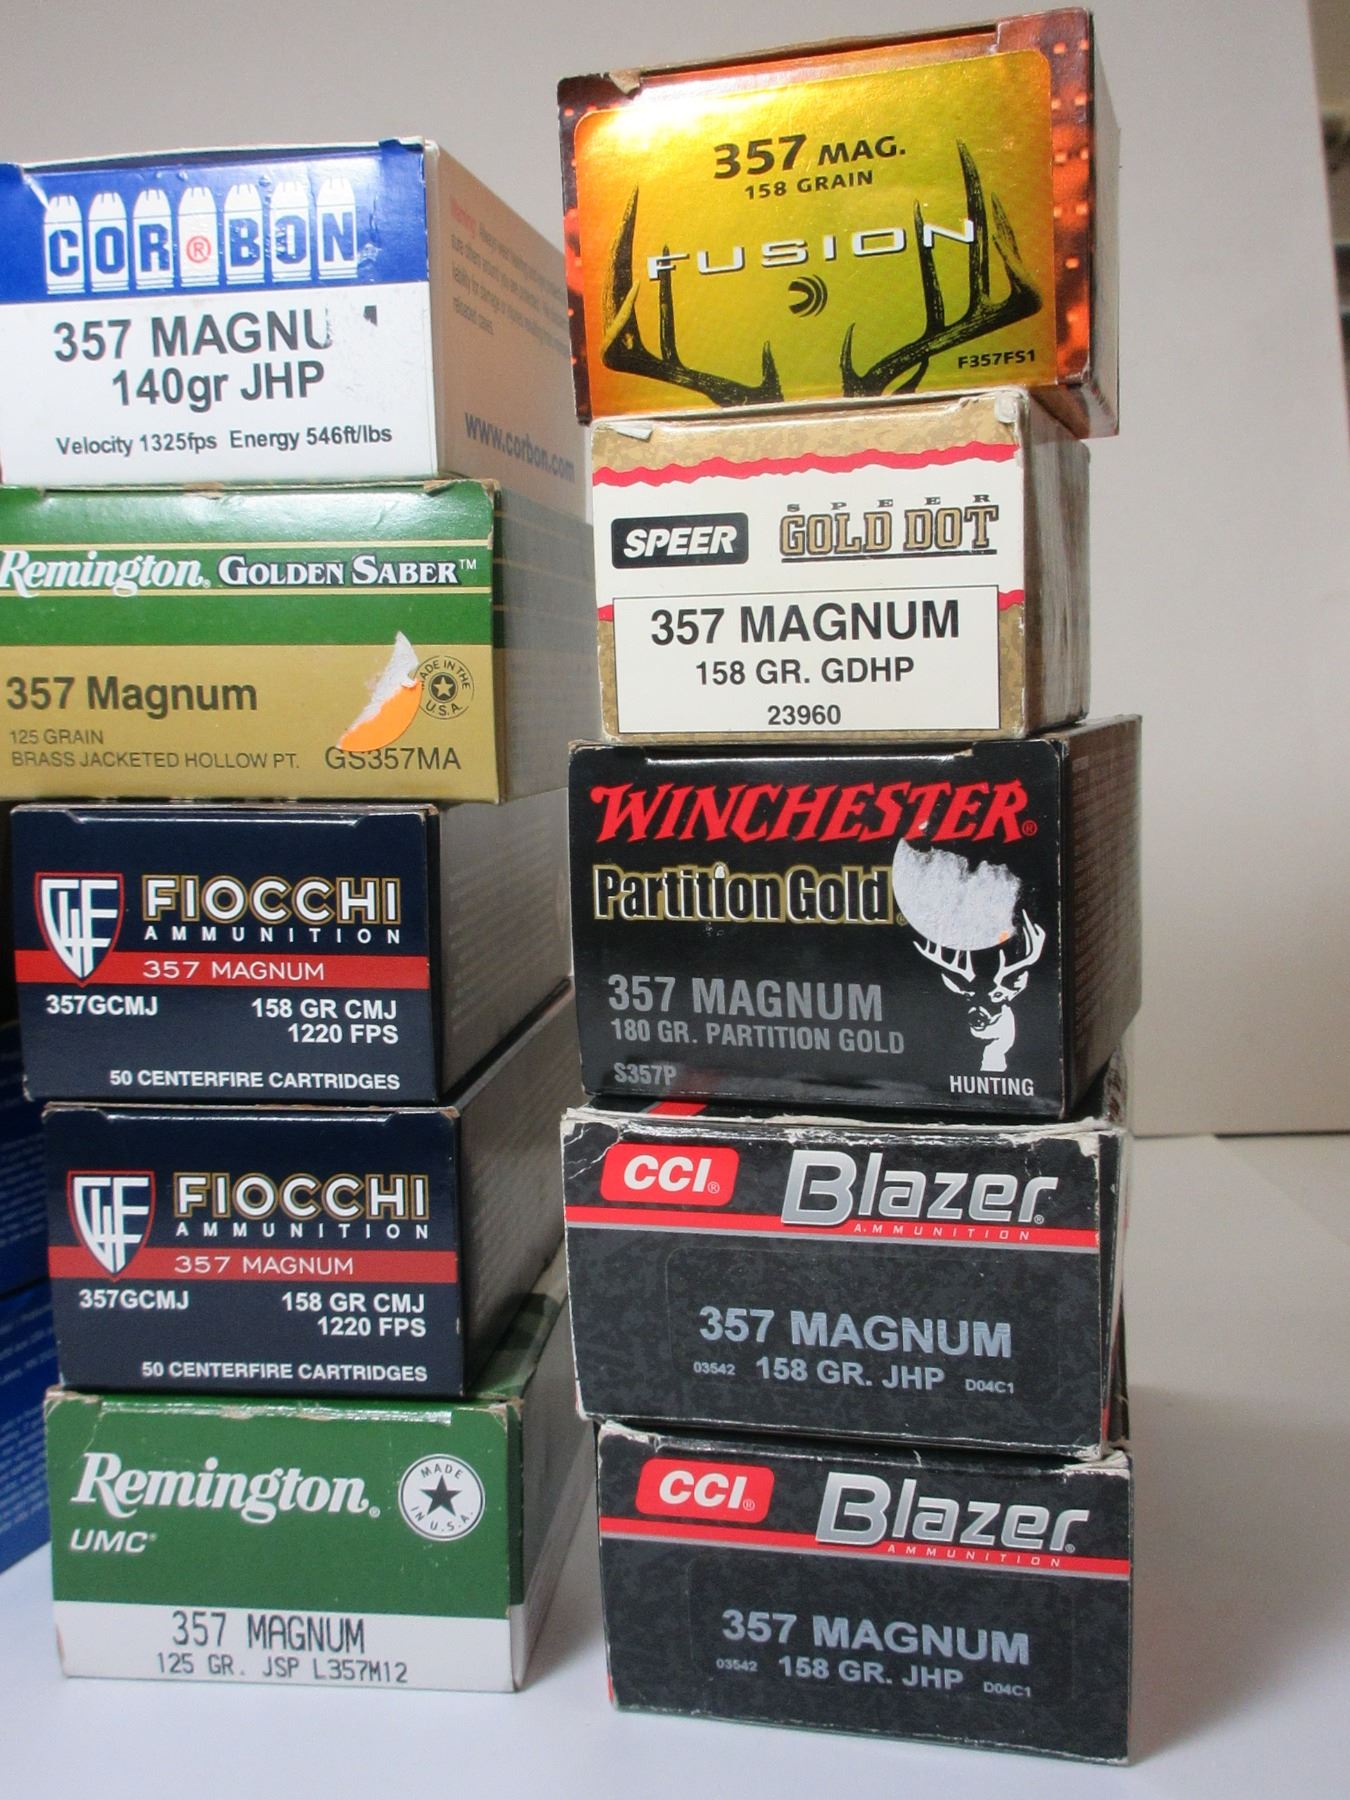 COR®BON
357 MAGNU
140gr JHP
Velocity 1325fps Energy 546ft/lbs
www.corbon.com
Remington® GOLDEN SABER™
357 Magnum
125 GRAIN
BRASS JACKETED HOLLOW PT. GS357MA
ADE IN THE
U.S.A.
GFL
FIOCCHI
AMMUNITION
357 MAGNUM
357GCMJ 158 GR CMJ
1220 FPS
50 CENTERFIRE CARTRIDGES
GFL
FIOCCHI
AMMUNITION
357 MAGNUM
357GCMJ 158 GR CMJ
1220 FPS
50 CENTERFIRE CARTRIDGES
Remington®
UMC®
MADE
IN U.S.A.
357 MAGNUM
125 GR. JSP L357M12
357 MAG.
158 GRAIN
FUSION
F357FS1
SPEER
SPEER
GOLD DOT
357 MAGNUM
158 GR. GDHP
23960
WINCHESTER®
Partition Gold®
357 MAGNUM
180 GR. PARTITION GOLD
S357P
HUNTING
CCI® Blazer®
AMMUNITION
357 MAGNUM
03542 158 GR. JHP D04C1
CCI® Blazer®
AMMUNITION
357 MAGNUM
03542 158 GR. JHP D04C1